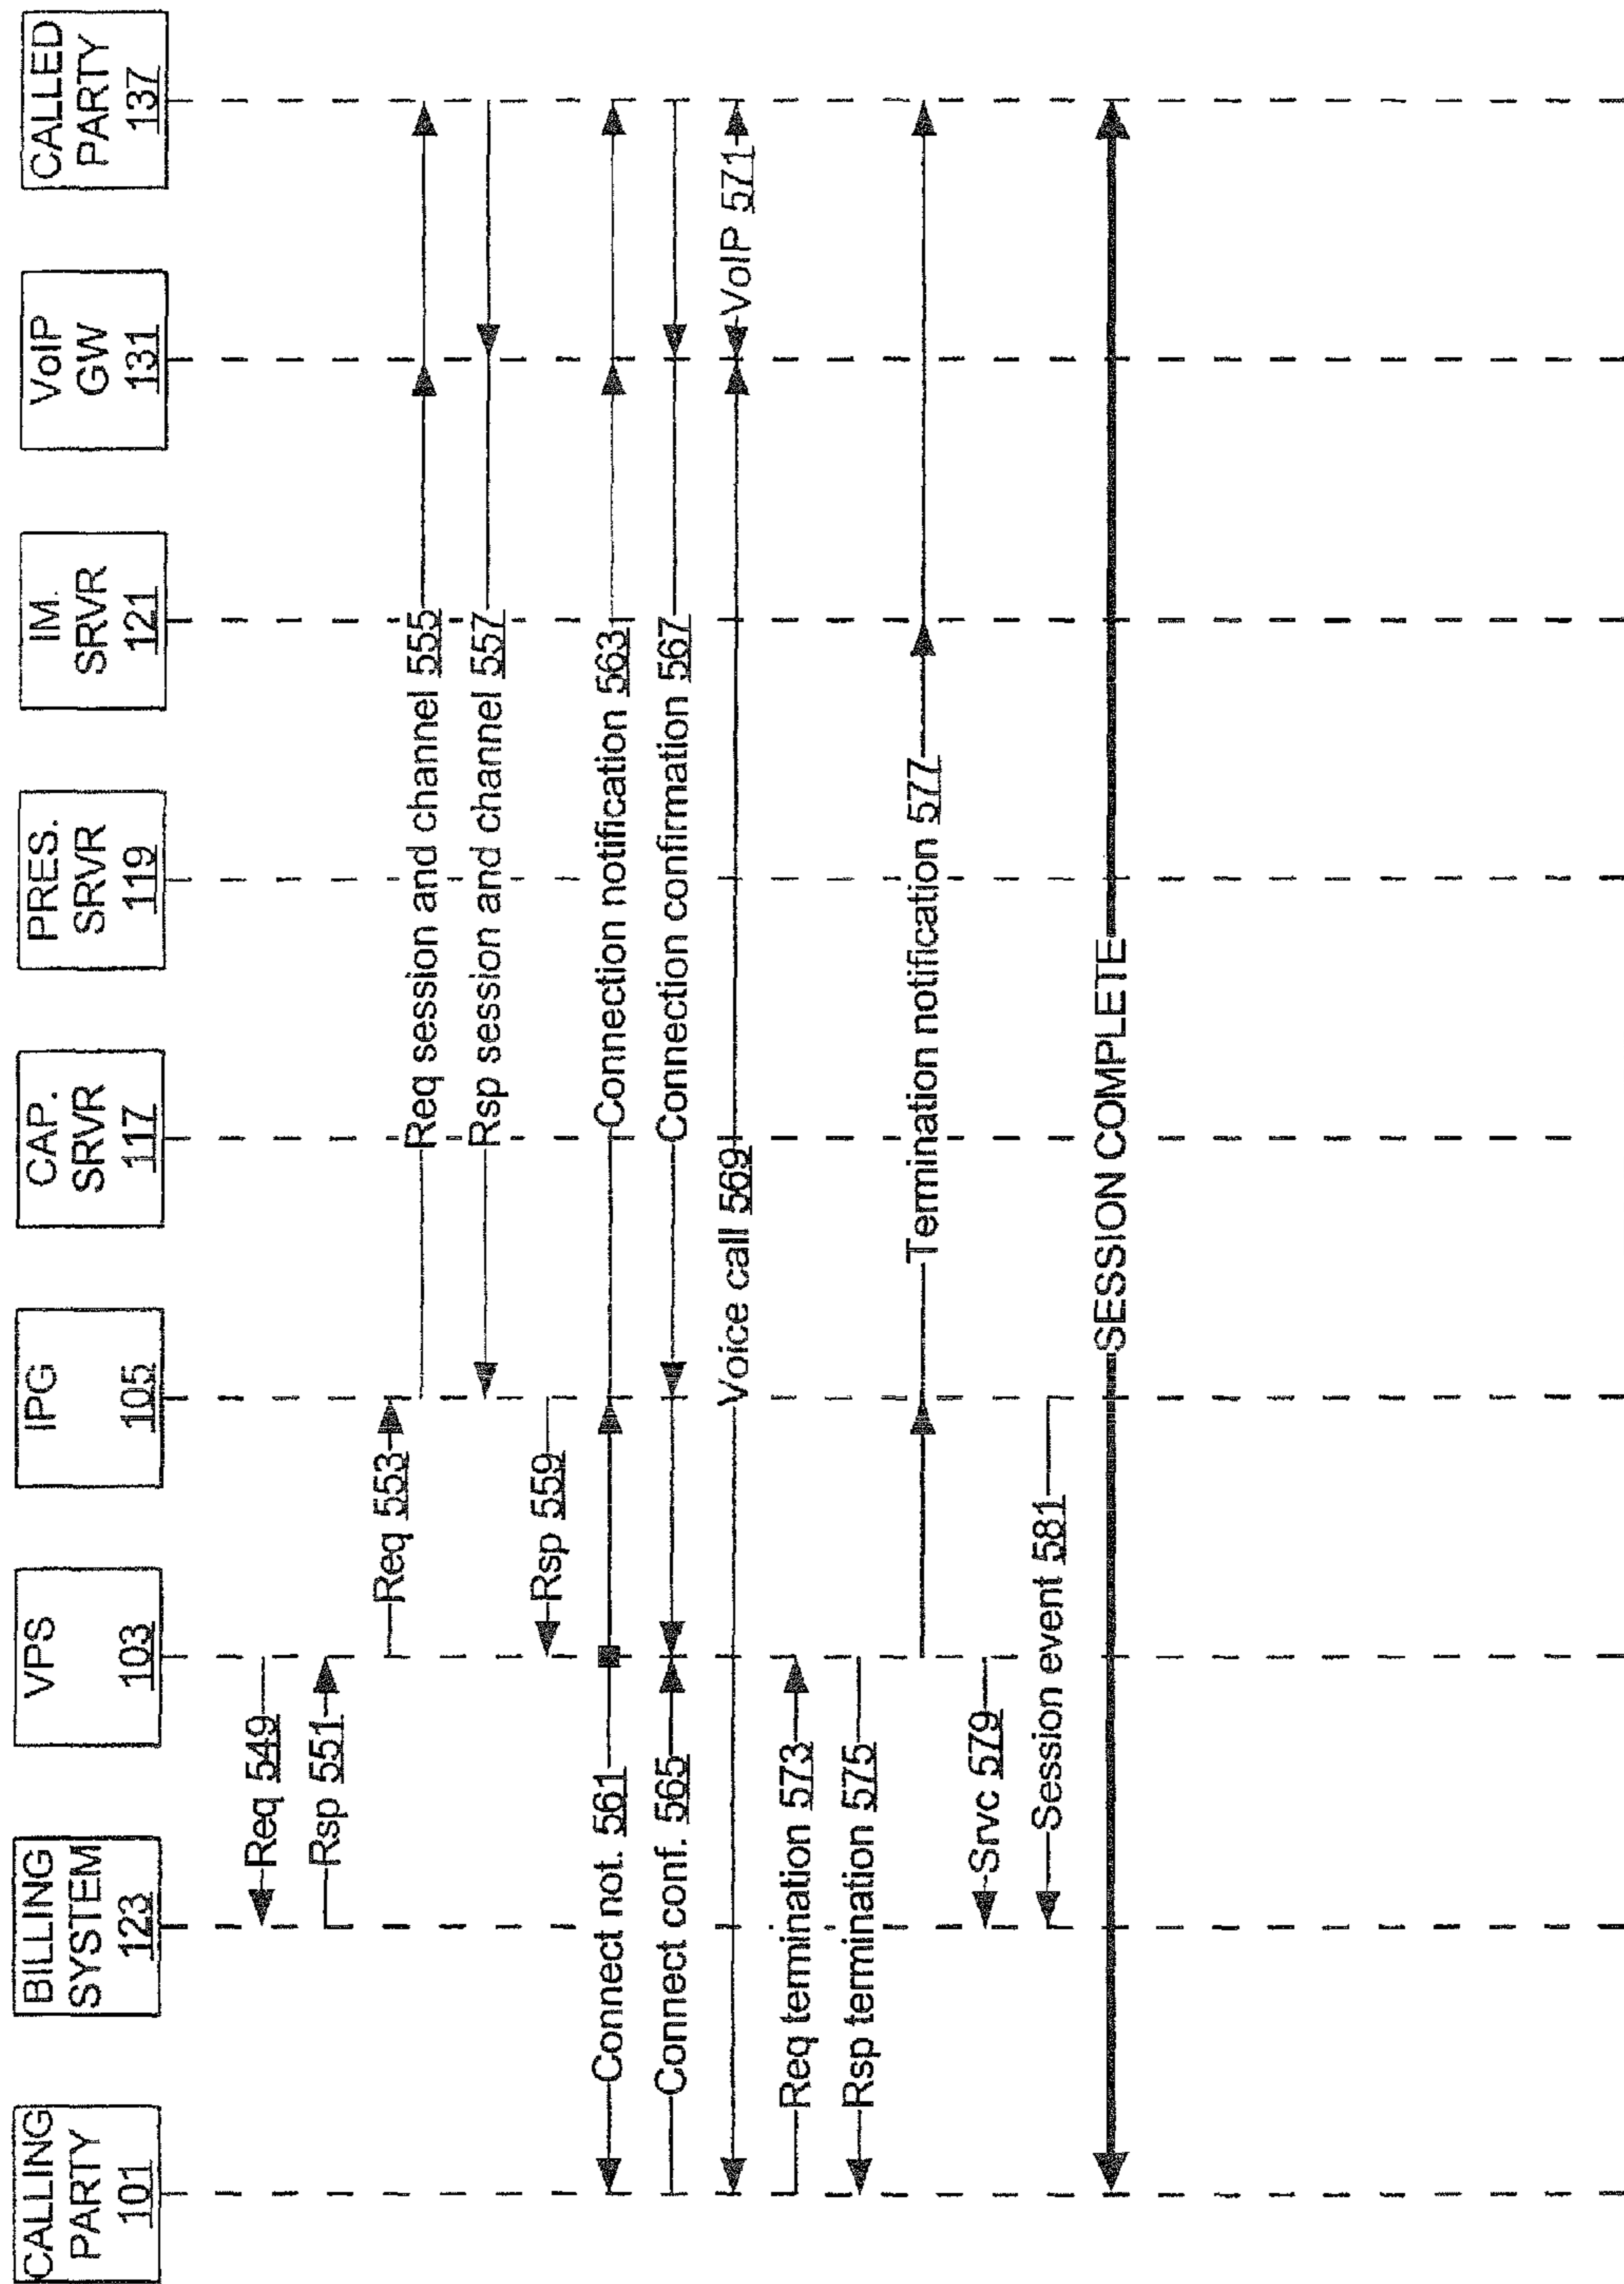 CALLING
PARTY
101
BILLING
SYSTEM
123
VPS
103
IPG
105
CAP.
SRVR
117
PRES.
SRVR
119
IM.
SRVR
121
VoIP
GW
131
CALLED
PARTY
137
Req 549
Rsp 551
Req 553
Req session and channel 555
Rsp session and channel 557
Rsp 559
Connect not. 561
Connection notification 563
Connect conf. 565
Connection confirmation 567
Voice call 569
VoIP 571
Req termination 573
Rsp termination 575
Termination notification 577
Srvc 579
Session event 581
SESSION COMPLETE